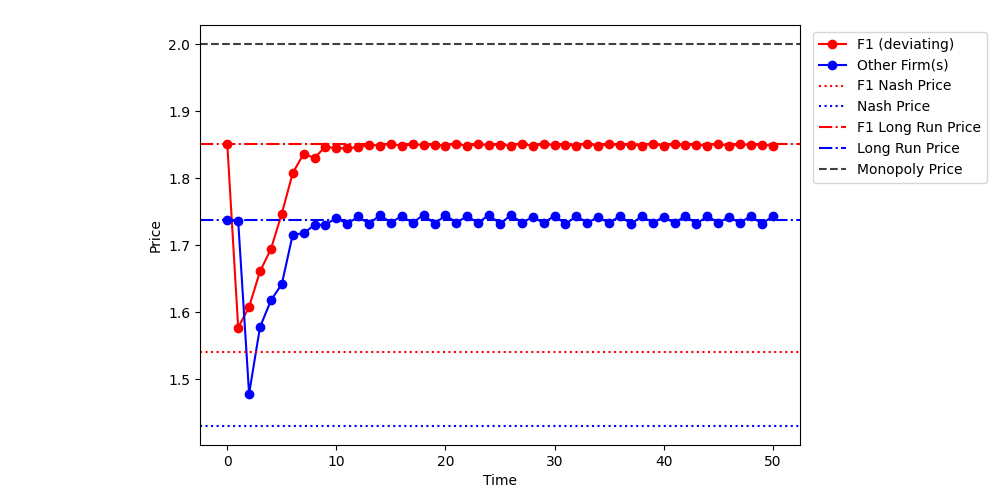 2.0
1.9
1.8
1.7
1.6
1.5
Price
0
10
20
30
40
50
Time
F1 (deviating)
Other Firm(s)
F1 Nash Price
Nash Price
F1 Long Run Price
Long Run Price
Monopoly Price